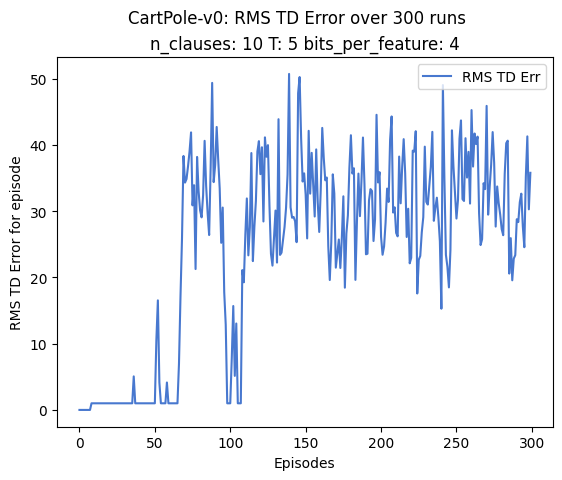 CartPole-v0: RMS TD Error over 300 runs
n_clauses: 10 T: 5 bits_per_feature: 4
RMS TD Err
RMS TD Error for episode
50
40
30
20
10
0
0 50 100 150 200 250 300
Episodes